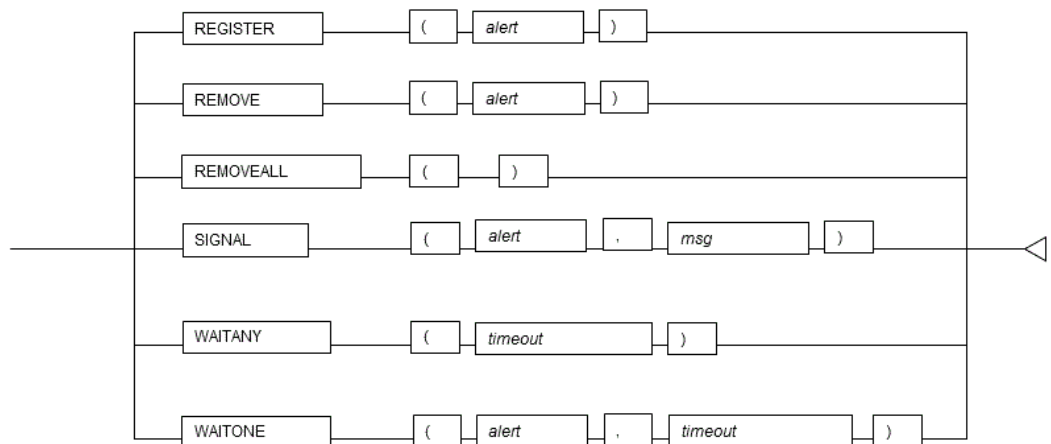 REGISTER ( alert )
REMOVE ( alert )
REMOVEALL ( )
SIGNAL ( alert , msg )
WAITANY ( timeout )
WAITONE ( alert , timeout )